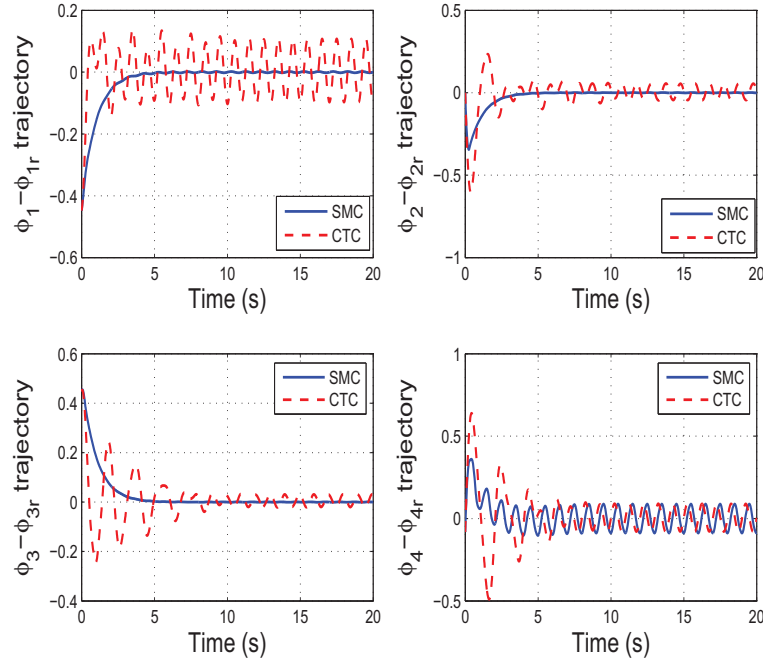 0.2
0
−0.2
−0.4
−0.6
0 5 10 15 20
Time (s)
ϕ1−ϕ1r trajectory
SMC
CTC
0.5
0
−0.5
−1
0 5 10 15 20
Time (s)
ϕ2−ϕ2r trajectory
SMC
CTC
0.6
0.4
0.2
0
−0.2
−0.4
0 5 10 15 20
Time (s)
ϕ3−ϕ3r trajectory
SMC
CTC
1
0.5
0
−0.5
0 5 10 15 20
Time (s)
ϕ4−ϕ4r trajectory
SMC
CTC